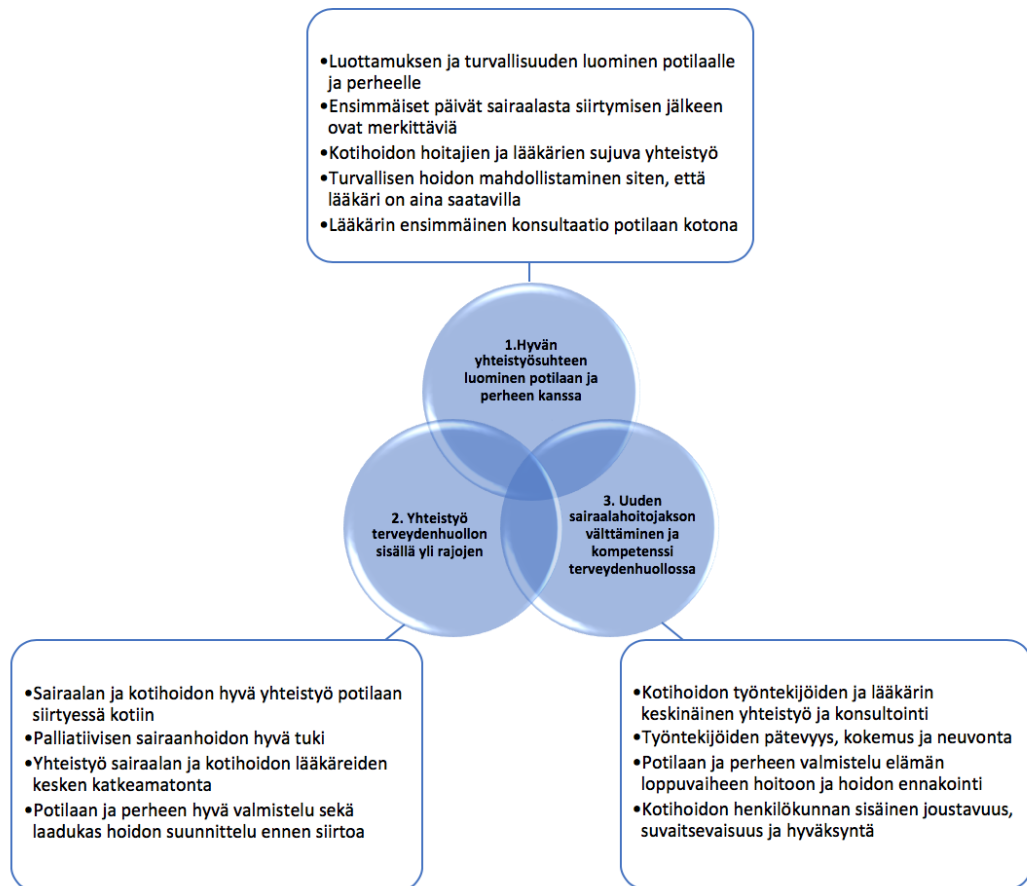 •Luottamuksen ja turvallisuuden luominen potilaalle
ja perheelle
•Ensimmäiset päivät sairaalasta siirtymisen jälkeen
ovat merkittäviä
•Kotihoidon hoitajien ja lääkärien sujuva yhteistyö
•Turvallisen hoidon mahdollistaminen siten, että
lääkäri on aina saatavilla
•Lääkärin ensimmäinen konsultaatio potilaan kotona
1.Hyvän
yhteistyösuhteen
luominen potilaan ja
perheen kanssa
2. Yhteistyö
terveydenhuollon
sisällä yli rajojen
3. Uuden
sairaalahoitojakson
välttäminen ja
kompetenssi
terveydenhuollossa
•Sairaalan ja kotihoidon hyvä yhteistyö potilaan
siirtyessä kotiin
•Palliatiivisen sairaanhoidon hyvä tuki
•Yhteistyö sairaalan ja kotihoidon lääkäreiden
kesken katkeamatonta
•Potilaan ja perheen hyvä valmistelu sekä
laadukas hoidon suunnittelu ennen siirtoa
•Kotihoidon työntekijöiden ja lääkärin
keskinäinen yhteistyö ja konsultointi
•Työntekijöiden pätevyys, kokemus ja neuvonta
•Potilaan ja perheen valmistelu elämän
loppuvaiheen hoitoon ja hoidon ennakointi
•Kotihoidon henkilökunnan sisäinen joustavuus,
suvaitsevaisuus ja hyväksyntä